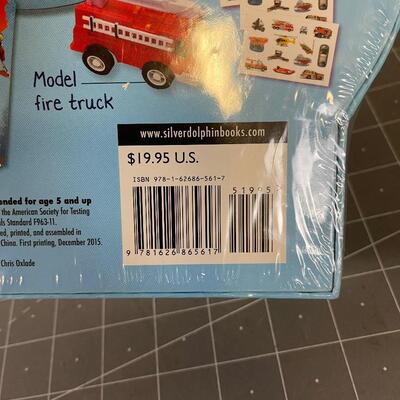 Model
fire truck
www.silverdolphinbooks.com
$19.95 U.S.
ISBN 978-1-62686-561-7
51995
9 781626 865617
nded for age 5 and up
the American Society for Testing
ls Standard F963-11.
ed, printed, and assembled in
China. First printing, December 2015.
Chris Oxlade